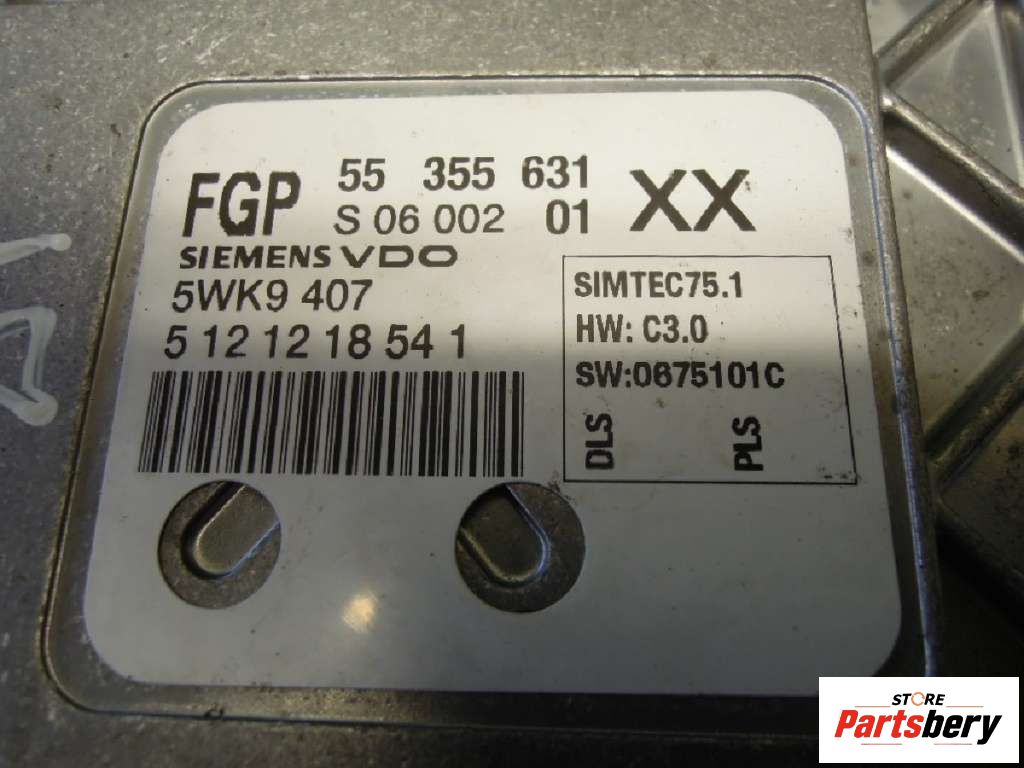 FGP 55 355 631 XX
S 06 002 01
SIEMENS VDO
5WK9 407
5 12 12 18 54 1
SIMTEC75.1
HW: C3.0
SW:0675101C
DLS PLS
STORE
Partsbery